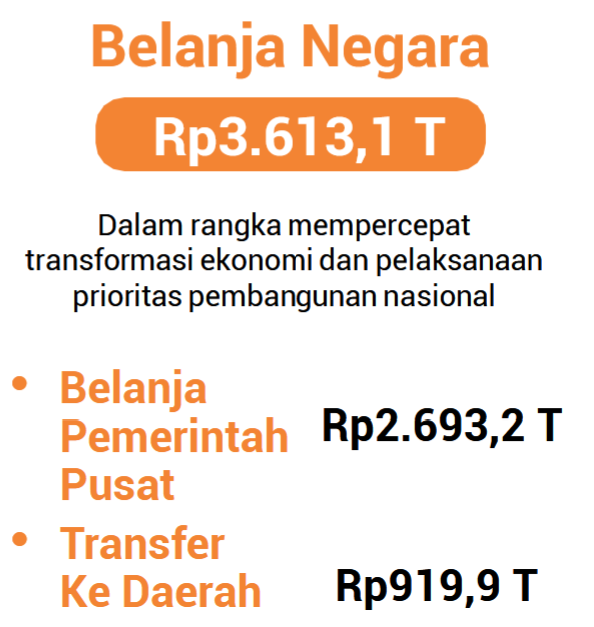 Belanja Negara
Rp3.613,1 T
Dalam rangka mempercepat
transformasi ekonomi dan pelaksanaan
prioritas pembangunan nasional
• Belanja
Pemerintah
Pusat
Rp2.693,2 T
• Transfer
Ke Daerah
Rp919,9 T